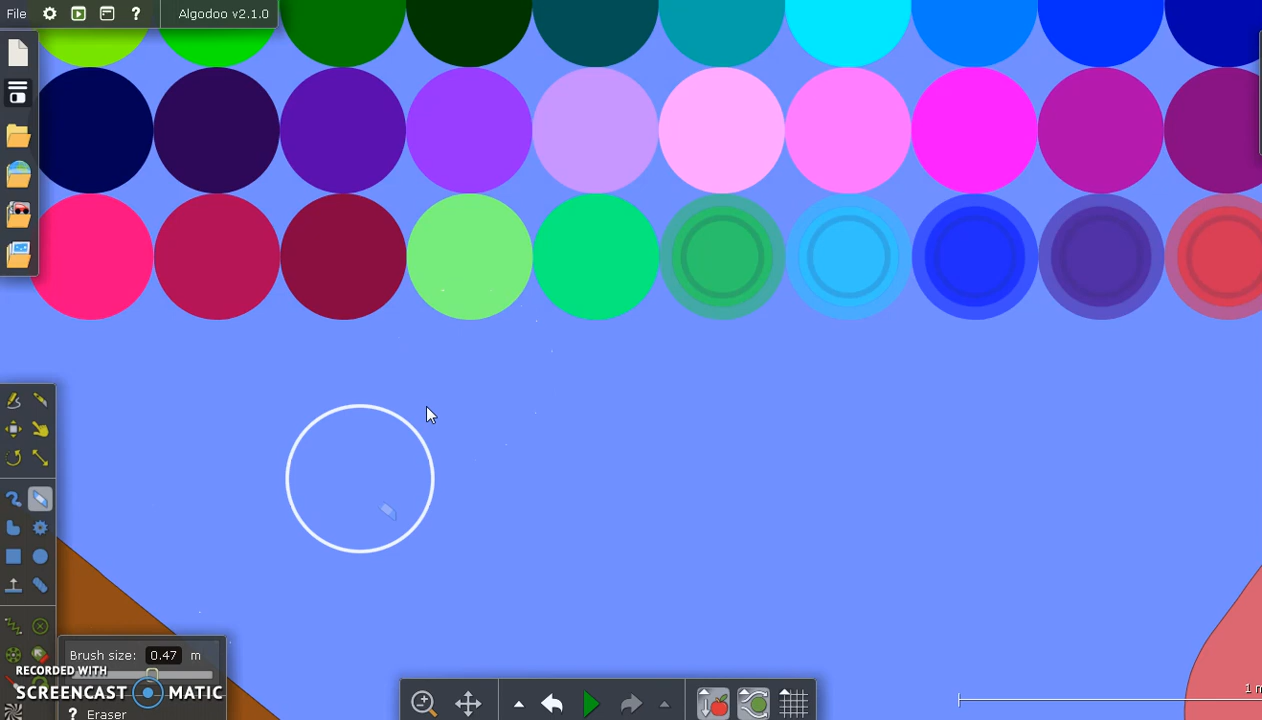 File
?
Algodoo v2.1.0
Brush size: 0.47 m
RECORDED WITH
SCREENCAST MATIC
? Eraser
1 m